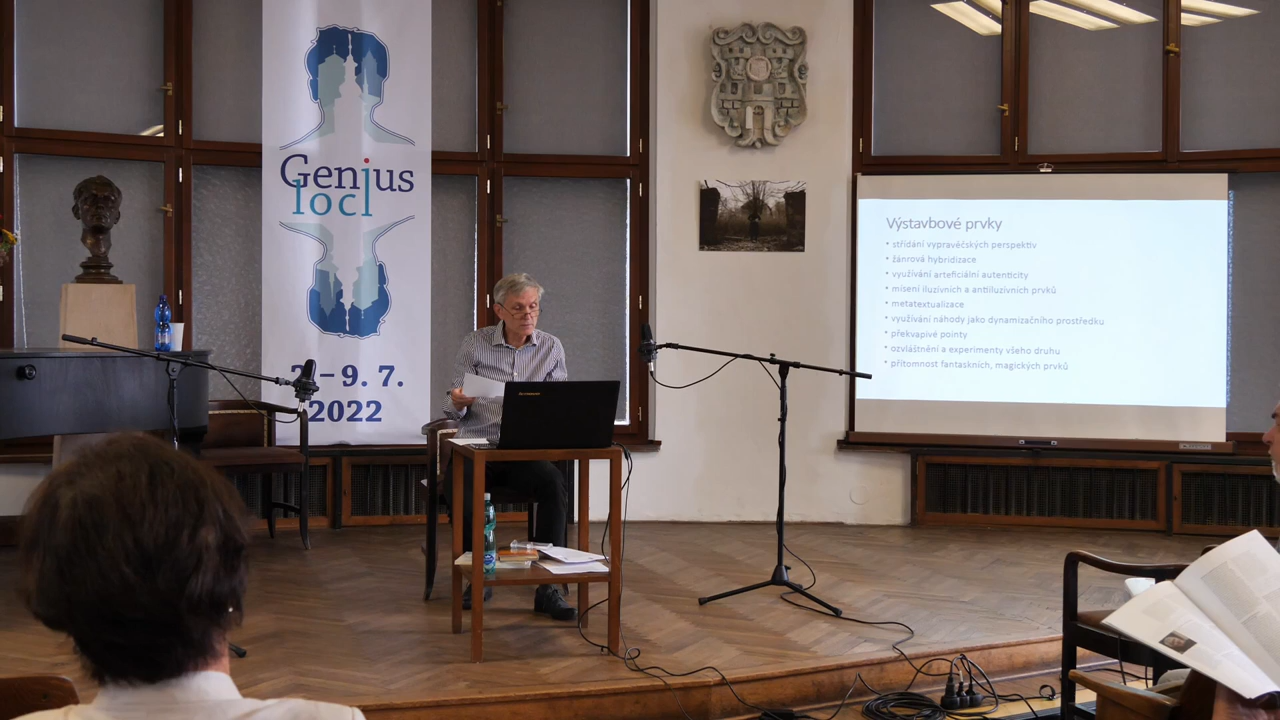 Genius
loci
– 9. 7.
2022
Výstavbové prvky
• střídání vypravěčských perspektiv
• žánrová hybridizace
• využívání arteficiální autenticity
• mísení iluzivních a antiiluzivních prvků
• metatextualizace
• využívání náhody jako dynamizačního prostředku
• překvapivé pointy
• ozvláštnění a experimenty všeho druhu
• přítomnost fantaskních, magických prvků